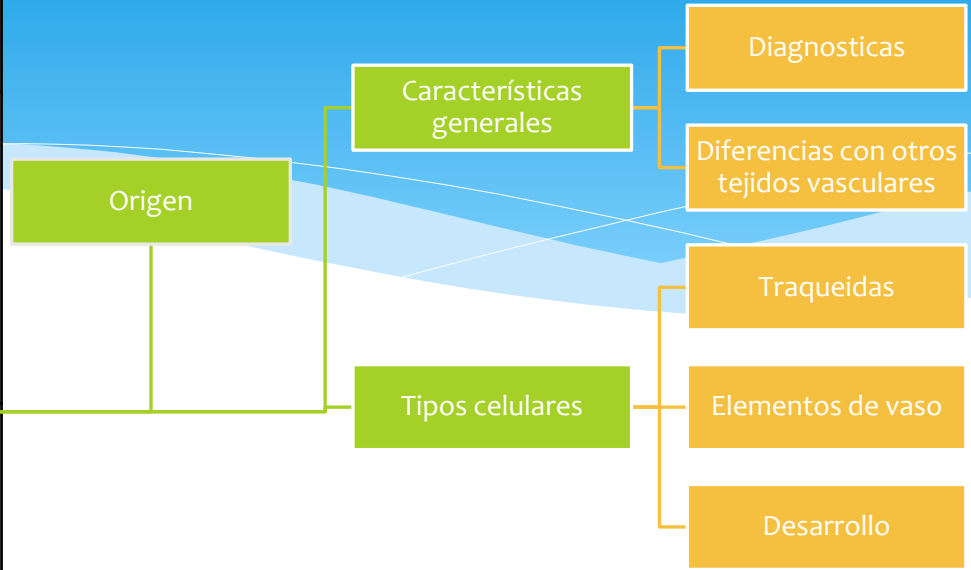 Origen
Características
generales
Diagnosticas
Diferencias con otros
tejidos vasculares
Tipos celulares
Traqueidas
Elementos de vaso
Desarrollo